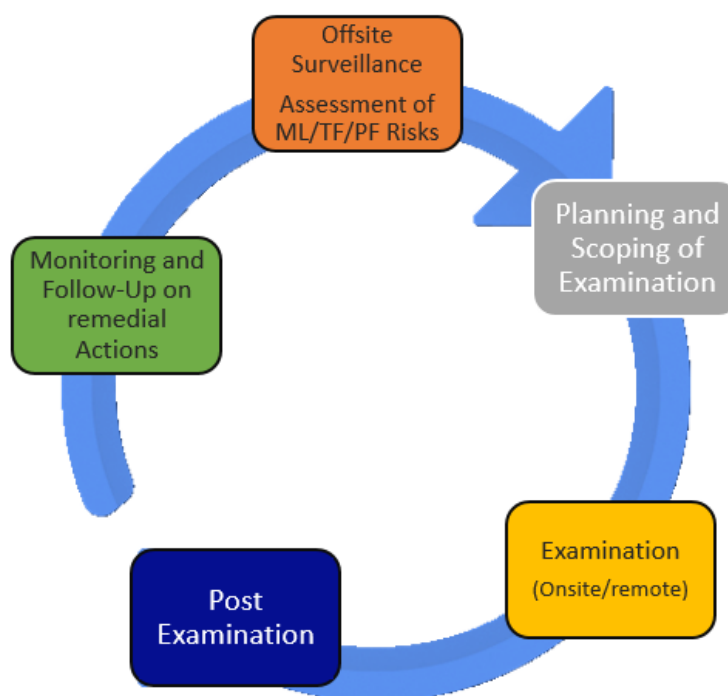 Offsite
Surveillance
Assessment of
ML/TF/PF Risks
Planning and
Scoping of
Examination
Examination
(Onsite/remote)
Post
Examination
Monitoring and
Follow-Up on
remedial
Actions